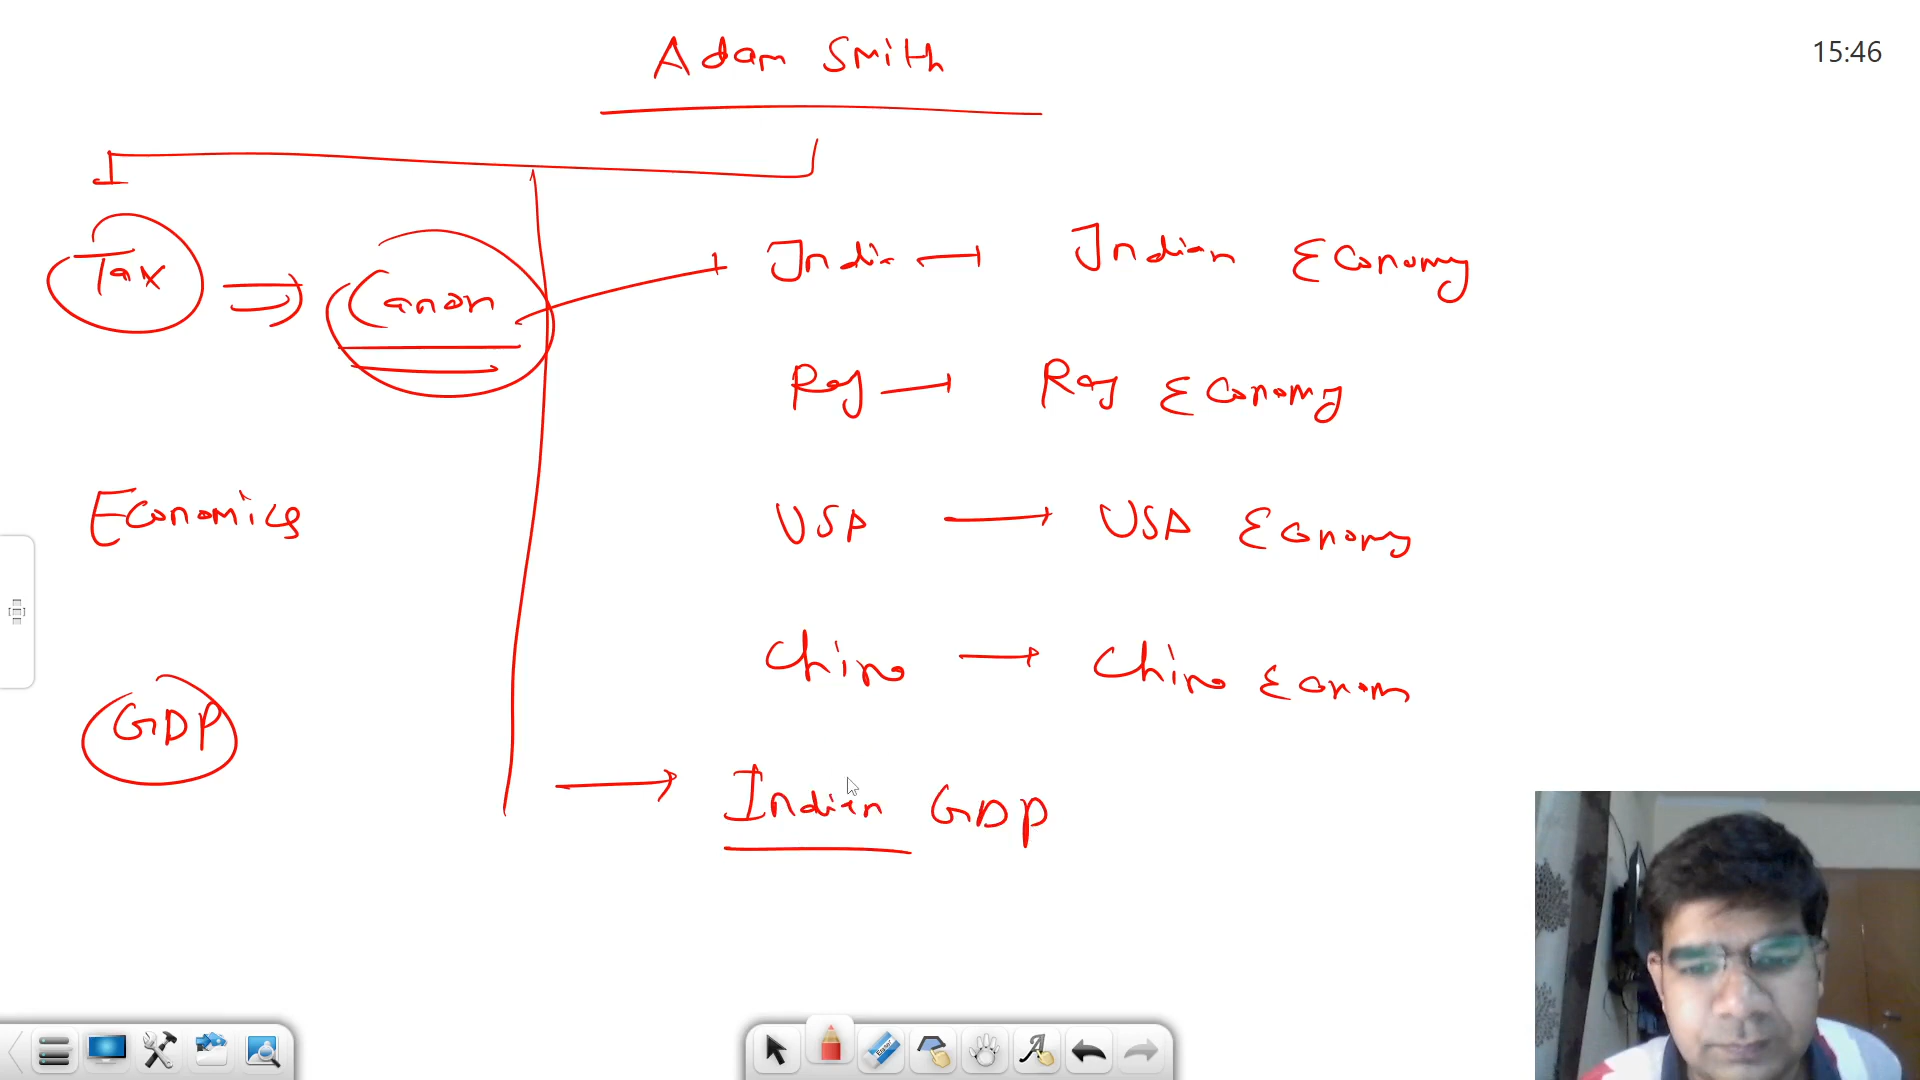 Adam Smith
15:46
Tax ⇒ Canon
India → Indian Economy
Raj → Raj Economy
Economics
USA → USA Economy
China → China Econom
GDP
→ Indian GDP